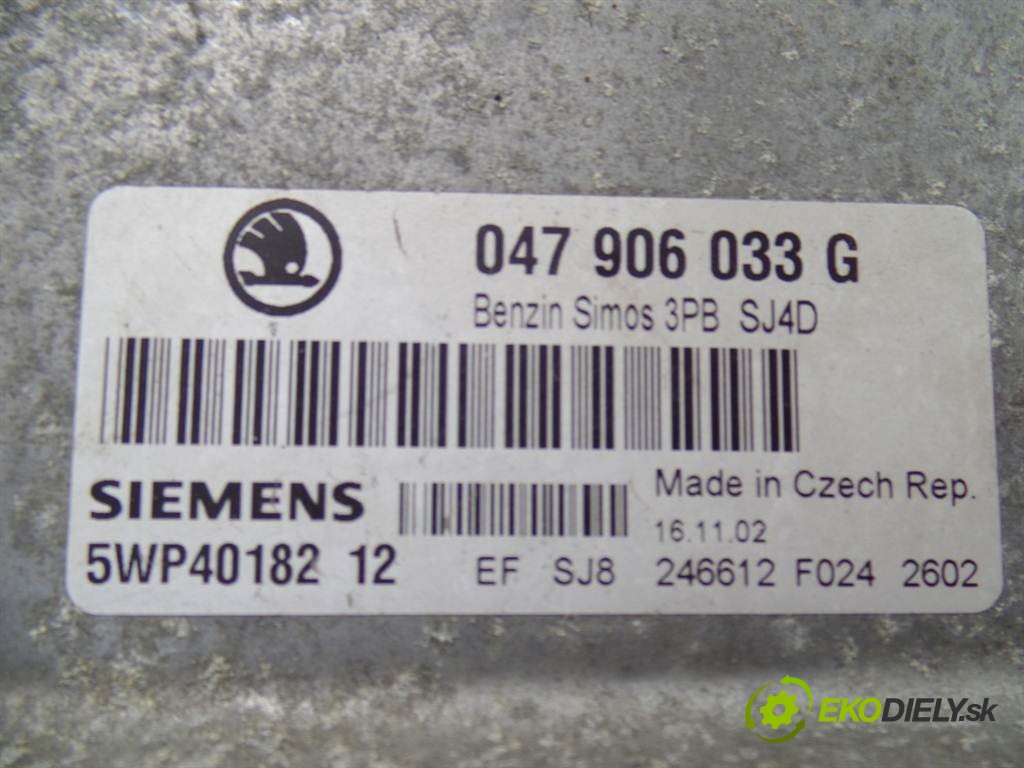 047 906 033 G
Benzin Simos 3PB SJ4D
SIEMENS
Made in Czech Rep.
16.11.02
5WP40182 12
EF SJ8 246612 F024 2602
EKODIELY.sk